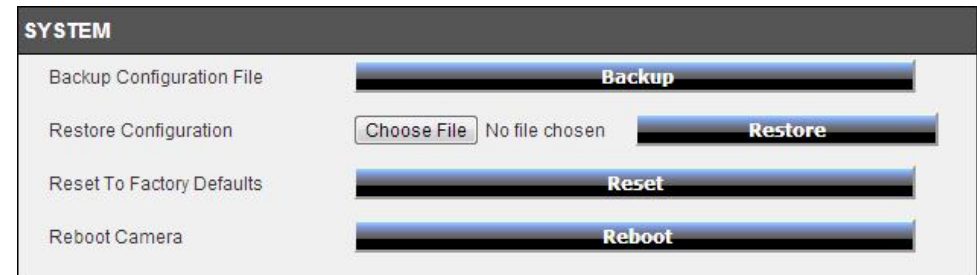 SYSTEM
Backup Configuration File Backup
Restore Configuration Choose File No file chosen Restore
Reset To Factory Defaults Reset
Reboot Camera Reboot